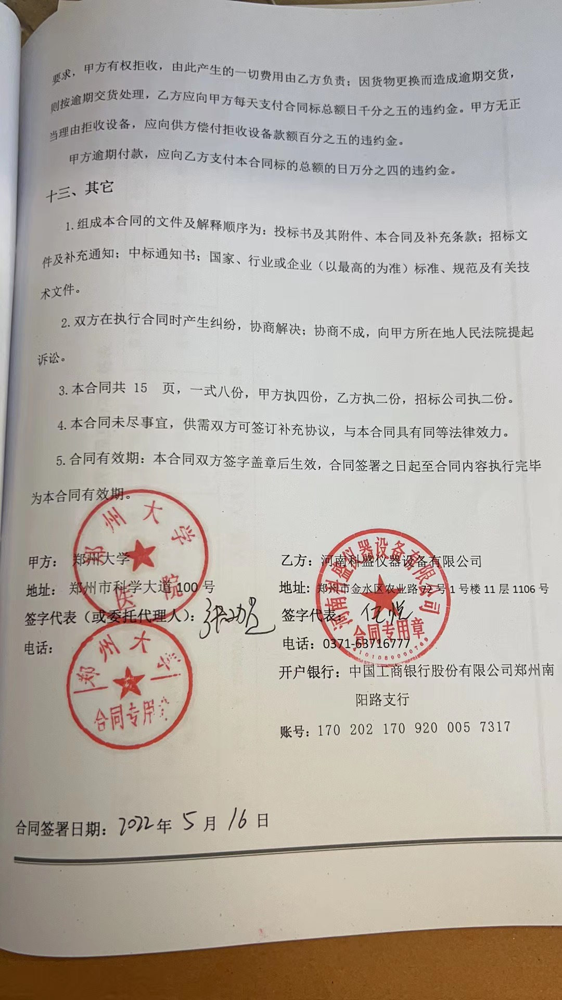 要求，甲方有权拒收，由此产生的一切费用由乙方负责；因货物更换而造成逾期交货，
则按逾期交货处理，乙方应向甲方每天支付合同标总额日千分之五的违约金。甲方无正
当理由拒收设备，应向供方偿付拒收设备款额百分之五的违约金。
甲方逾期付款，应向乙方支付本合同标的总额的日万分之四的违约金。
十三、其它
1.组成本合同的文件及解释顺序为：投标书及其附件、本合同及补充条款；招标文
件及补充通知；中标通知书；国家、行业或企业（以最高的为准）标准、规范及有关技
术文件。
2.双方在执行合同时产生纠纷，协商解决；协商不成，向甲方所在地人民法院提起
诉讼。
3.本合同共 15 页，一式八份，甲方执四份，乙方执二份，招标公司执二份。
4.本合同未尽事宜，供需双方可签订补充协议，与本合同具有同等法律效力。
5.合同有效期：本合同双方签字盖章后生效，合同签署之日起至合同内容执行完毕
为本合同有效期。
郑州大学
医院
甲方：郑州大学
地址：郑州市科学大道 100 号
签字代表（或委托代理人）：
电话：
郑州大学
合同专用
河南科盛仪器设备有限公司
合同专用章
乙方：河南科盛仪器设备有限公司
地址：郑州市金水区农业路 72 号 1 号楼 11 层 1106 号
签字代表：任悦
电话：0371-63716777
开户银行：中国工商银行股份有限公司郑州南
阳路支行
账号：170 202 170 920 005 7317
合同签署日期：2022 年 5 月 16 日